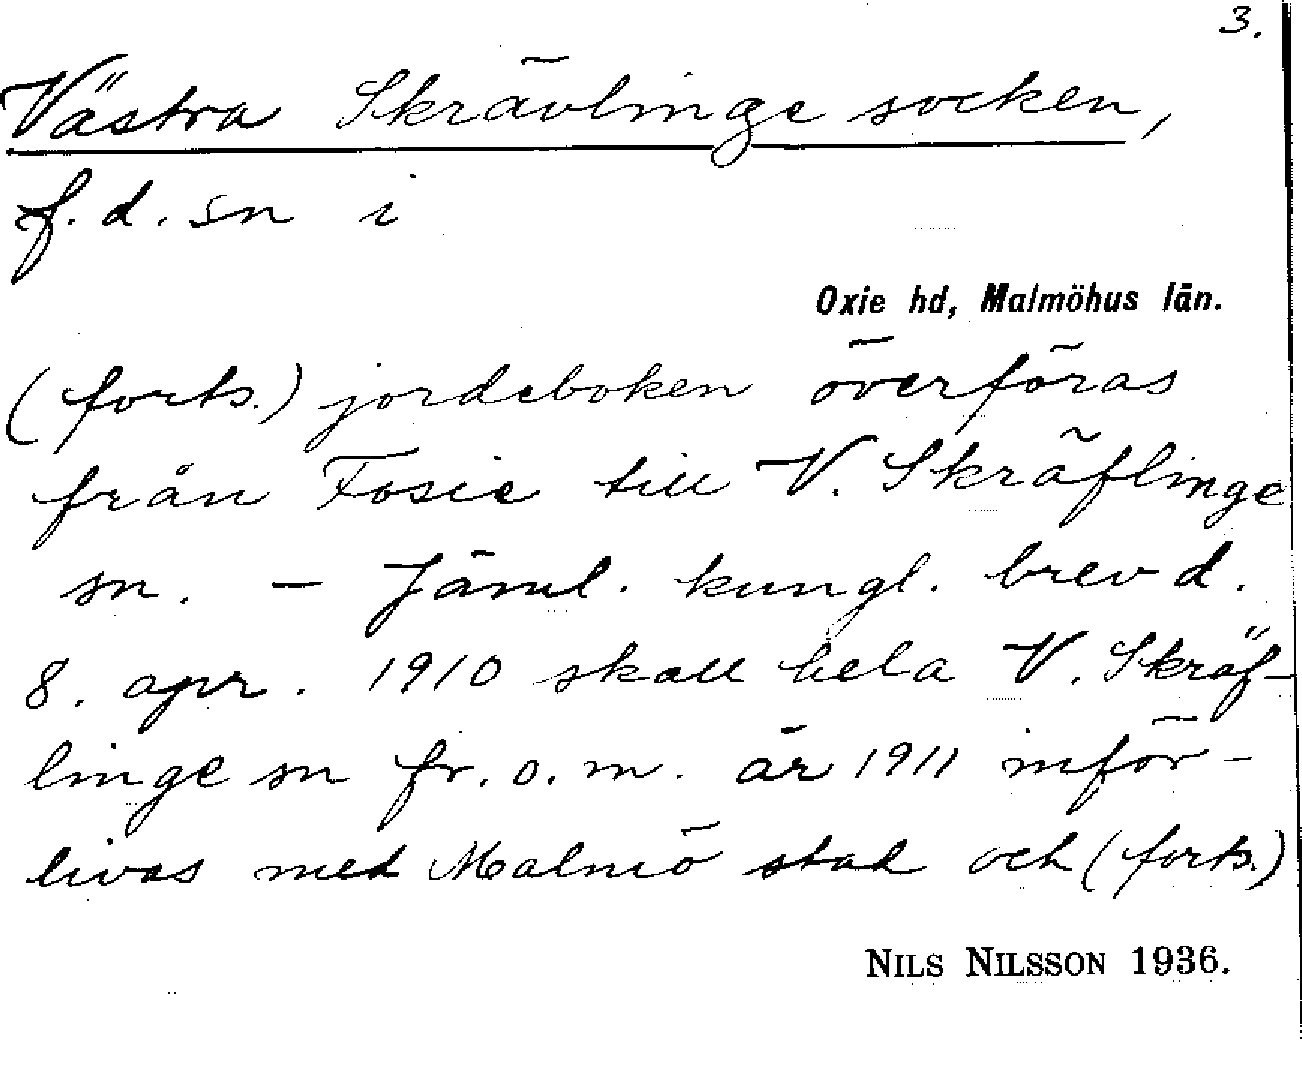 3.
Västra Skrävlinge socken,
f.d. sn i
Oxie hd, Malmöhus län.
(forts.) jordeboken överföras
från Fosie till V. Skräflinge
sn. – Jäml. kungl. brev d.
8. apr. 1910 skall hela V. Skräf-
linge sn fr. o. m. år 1911 inför-
livas med Malmö stad och (forts.)
NILS NILSSON 1936.